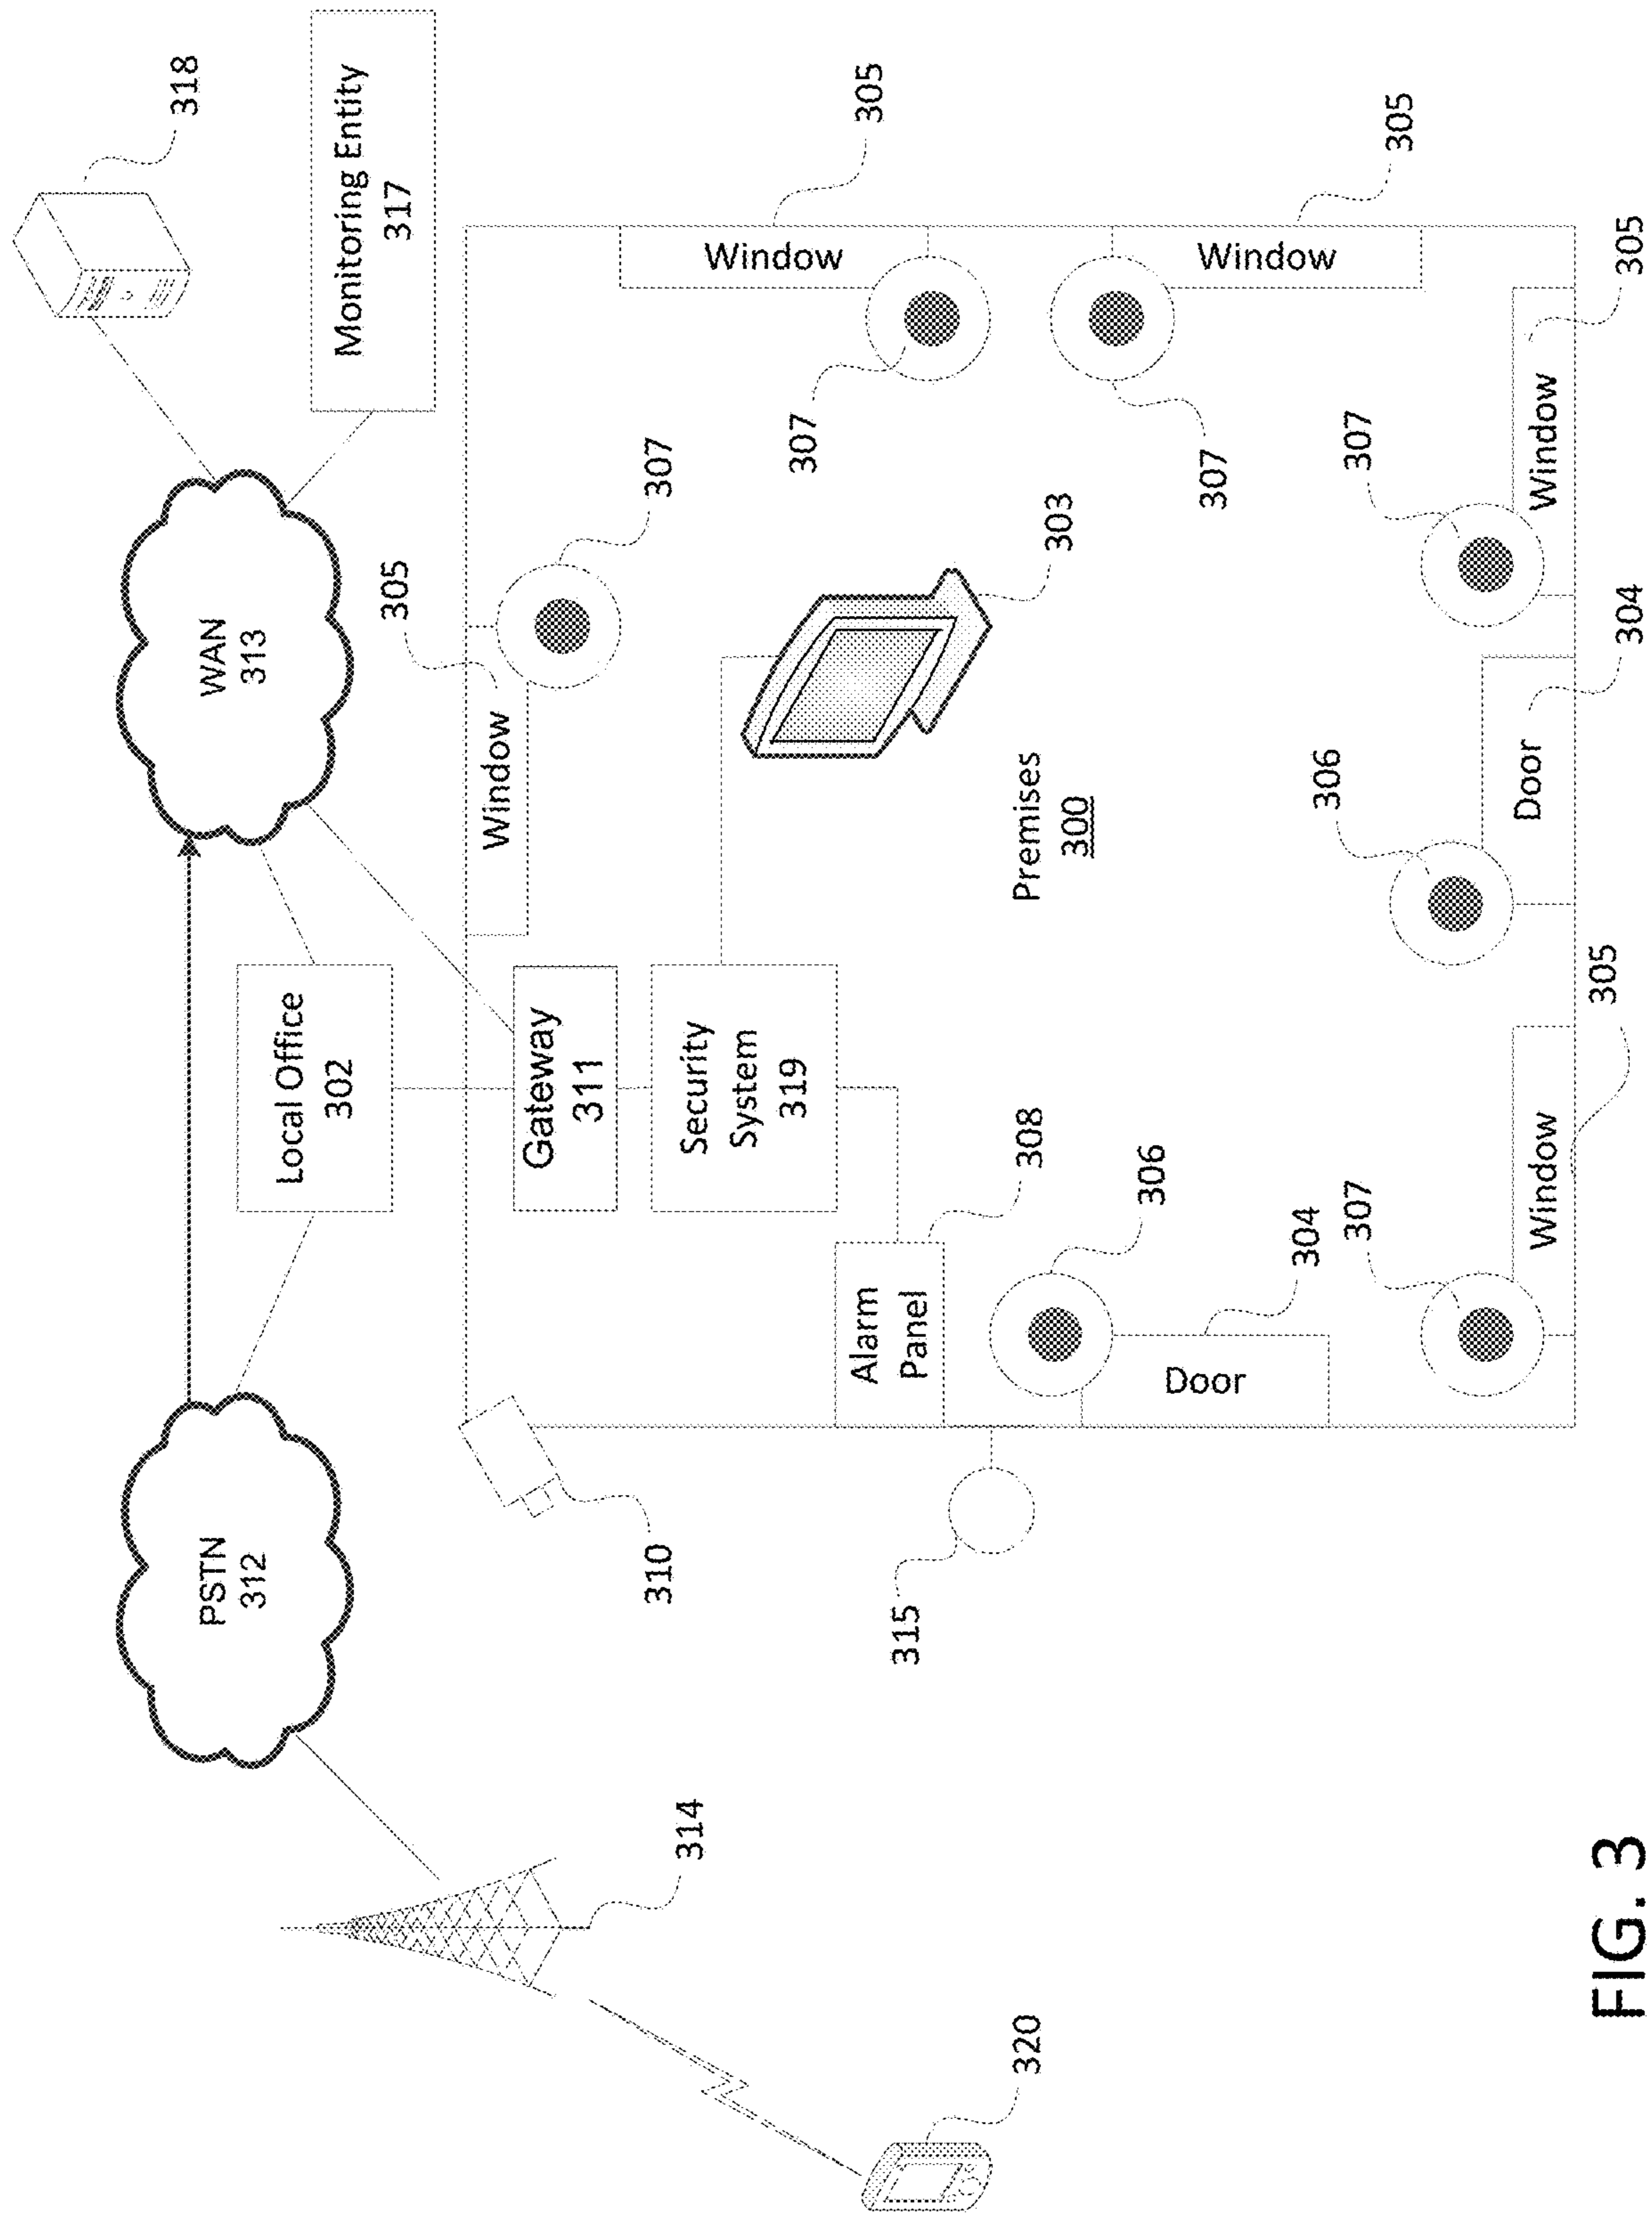 318
Monitoring Entity
317
WAN
313
PSTN
312
Local Office
302
314
320
305
Window
307
Gateway
311
Security
System
319
310
Alarm
Panel
308
315
303
Premises
300
305
Window
307
305
Window
307
306
304
Door
305
Window
307
304
Door
306
305
Window
307
FIG. 3